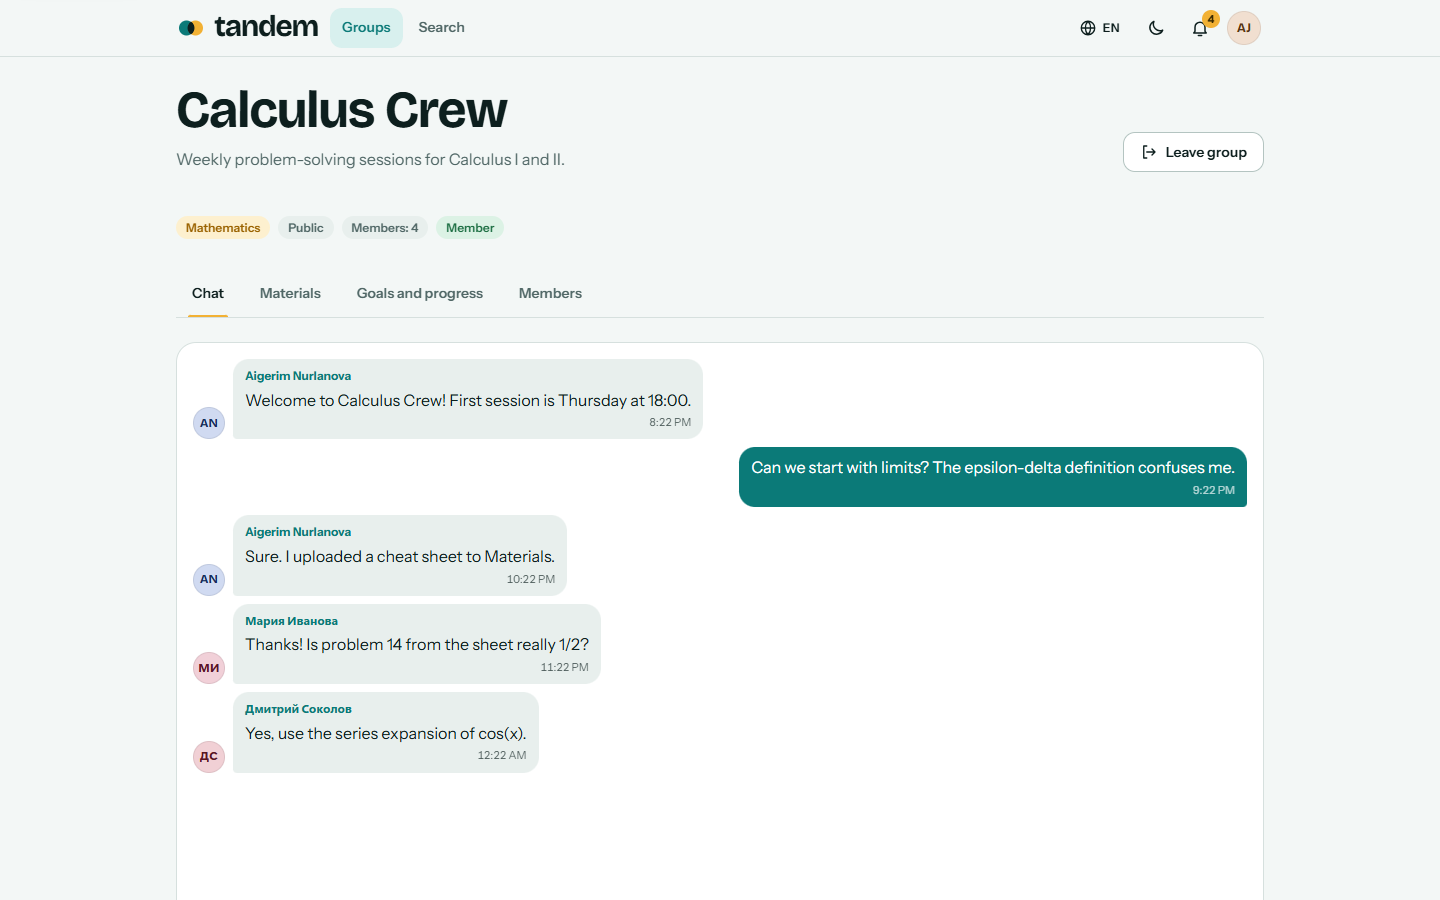 tandem Groups Search EN 4 AJ
Calculus Crew
Weekly problem-solving sessions for Calculus I and II.
Leave group
Mathematics Public Members: 4 Member
Chat Materials Goals and progress Members
Aigerim Nurlanova
Welcome to Calculus Crew! First session is Thursday at 18:00.
AN
8:22 PM
Can we start with limits? The epsilon-delta definition confuses me.
9:22 PM
Aigerim Nurlanova
Sure. I uploaded a cheat sheet to Materials.
AN
10:22 PM
Мария Иванова
Thanks! Is problem 14 from the sheet really 1/2?
МИ
11:22 PM
Дмитрий Соколов
Yes, use the series expansion of cos(x).
ДС
12:22 AM